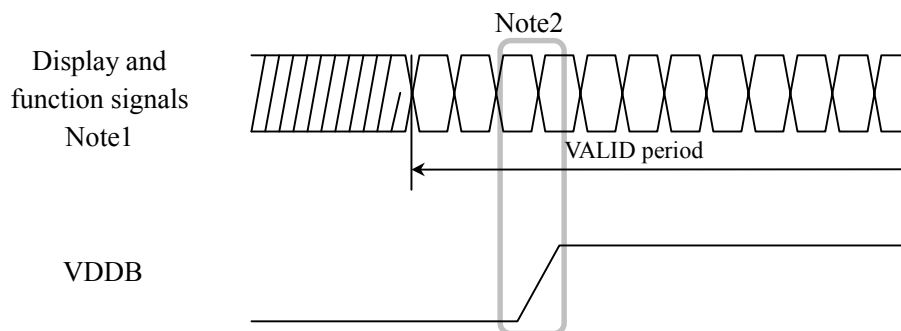 Note2
Display and
function signals
Note1
VALID period
VDDB